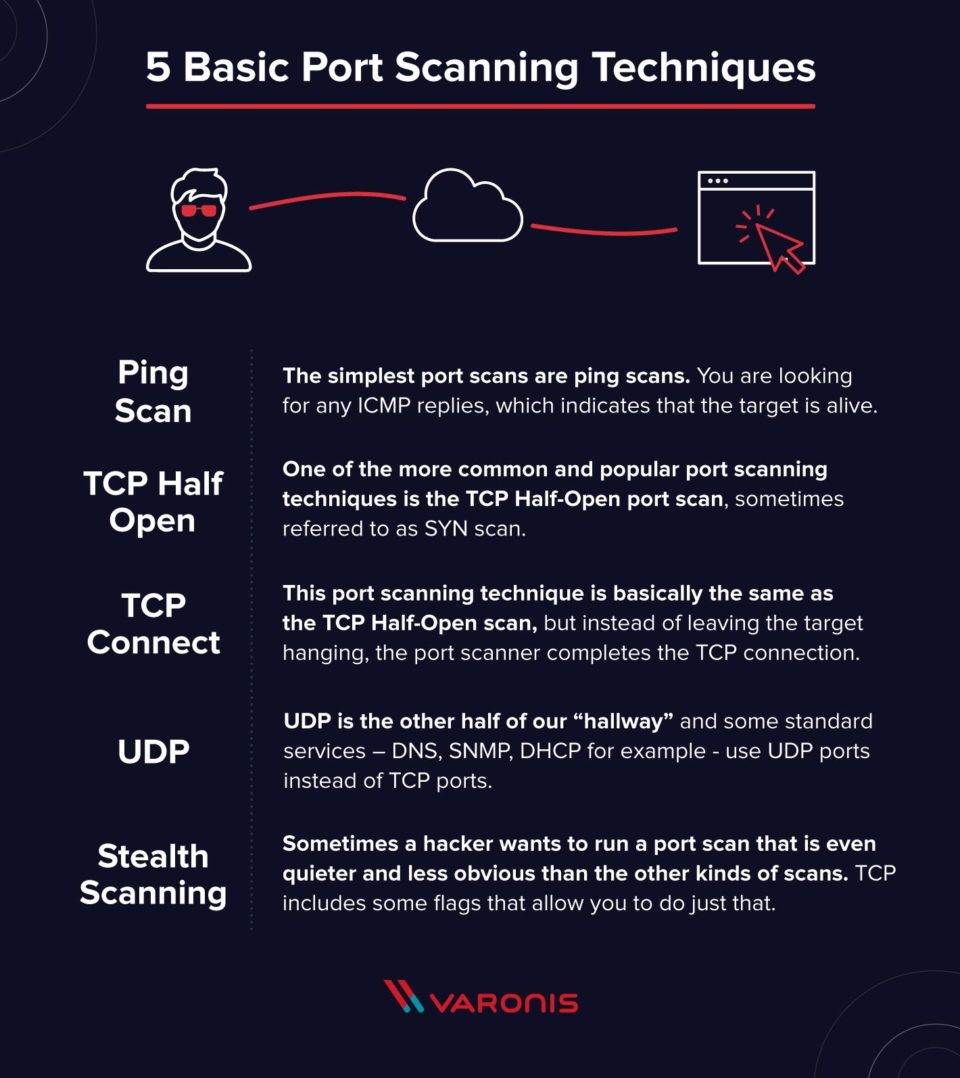 5 Basic Port Scanning Techniques
Ping
Scan
The simplest port scans are ping scans. You are looking
for any ICMP replies, which indicates that the target is alive.
TCP Half
Open
One of the more common and popular port scanning
techniques is the TCP Half-Open port scan, sometimes
referred to as SYN scan.
TCP
Connect
This port scanning technique is basically the same as
the TCP Half-Open scan, but instead of leaving the target
hanging, the port scanner completes the TCP connection.
UDP
UDP is the other half of our “hallway” and some standard
services – DNS, SNMP, DHCP for example - use UDP ports
instead of TCP ports.
Stealth
Scanning
Sometimes a hacker wants to run a port scan that is even
quieter and less obvious than the other kinds of scans. TCP
includes some flags that allow you to do just that.
VARONIS